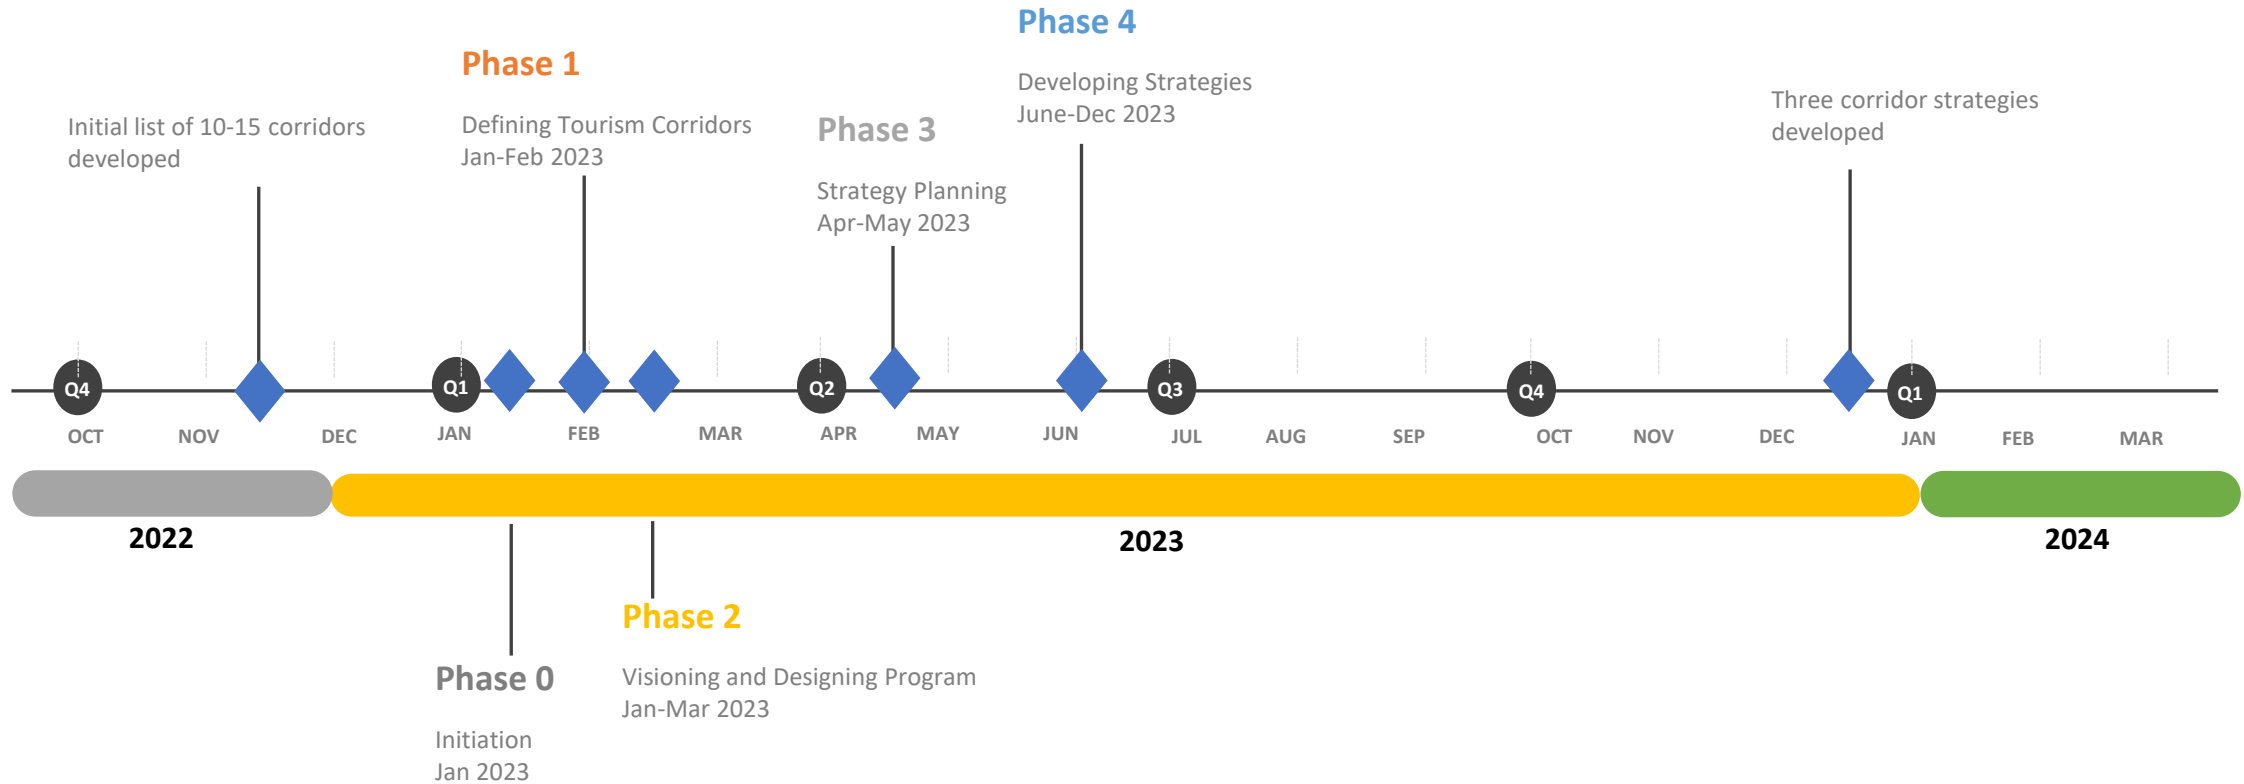 Phase 4
Developing Strategies
June-Dec 2023
Phase 1
Defining Tourism Corridors
Jan-Feb 2023
Initial list of 10-15 corridors
developed
Phase 3
Strategy Planning
Apr-May 2023
Three corridor strategies
developed
Q4
Q1
Q2
Q3
Q4
Q1
OCT
NOV
DEC
JAN
FEB
MAR
APR
MAY
JUN
JUL
AUG
SEP
OCT
NOV
DEC
JAN
FEB
MAR
2022
2023
2024
Phase 2
Visioning and Designing Program
Jan-Mar 2023
Phase 0
Initiation
Jan 2023